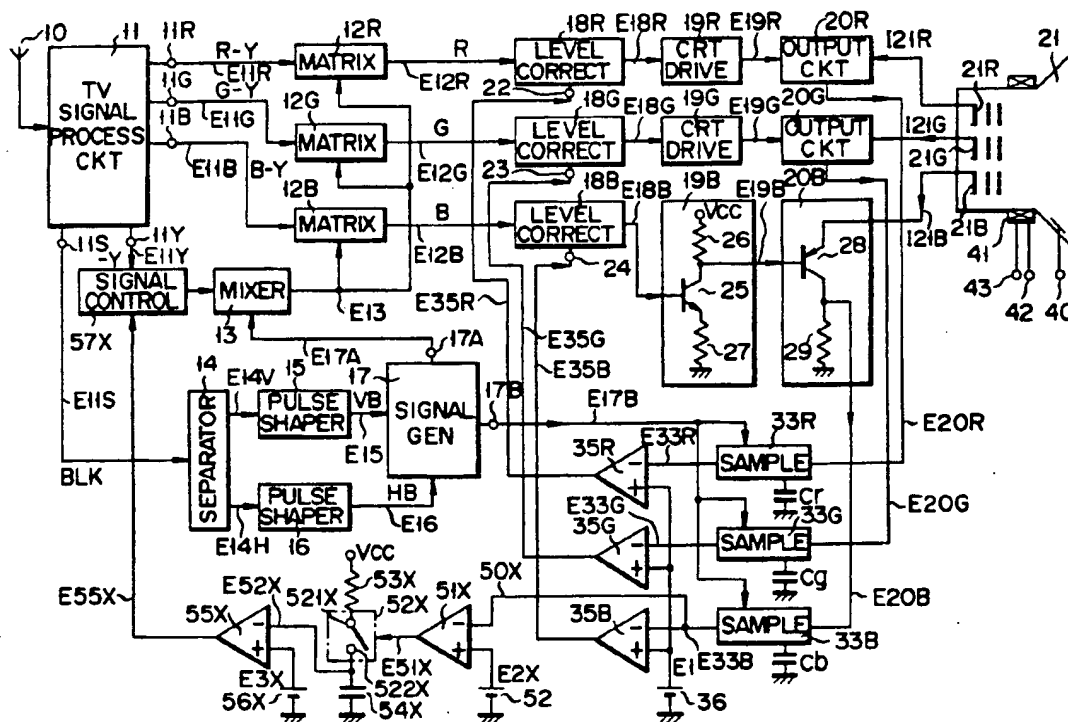 10
11
11R
R-Y
E11R
12R
MATRIX
R
E12R
18R
LEVEL CORRECT
E18R
19R
CRT DRIVE
E19R
20R
OUTPUT CKT
I21R
21
21R
TV SIGNAL PROCESS CKT
11G
G-Y
E11G
12G
MATRIX
G
E12G
22
18G
LEVEL CORRECT
E18G
19G
CRT DRIVE
E19G
20G
OUTPUT CKT
I21G
21G
11B
E11B
B-Y
12B
MATRIX
B
E12B
23
18B
LEVEL CORRECT
E18B
24
19B
VCC
26
25
27
E19B
20B
28
29
I21B
21B
41
43
42
40
11S
11Y
E11Y
-Y
SIGNAL CONTROL
57X
MIXER
13
E13
E17A
17A
E35R
E35G
E35B
E11S
BLK
14
SEPARATOR
E14V
15
PULSE SHAPER
VB
E15
17
SIGNAL GEN
17B
E17B
E14H
PULSE SHAPER
16
HB
E16
35R
E33R
33R
SAMPLE
Cr
E20R
35G
E33G
33G
SAMPLE
Cg
E20G
35B
E33B
SAMPLE
33B
Cb
E20B
E1
36
VCC
53X
521X
52X
51X
50X
E55X
55X
E52X
E51X
E2X
52
E3X
56X
522X
54X
-
+
-
+
-
+
-
+
-
+